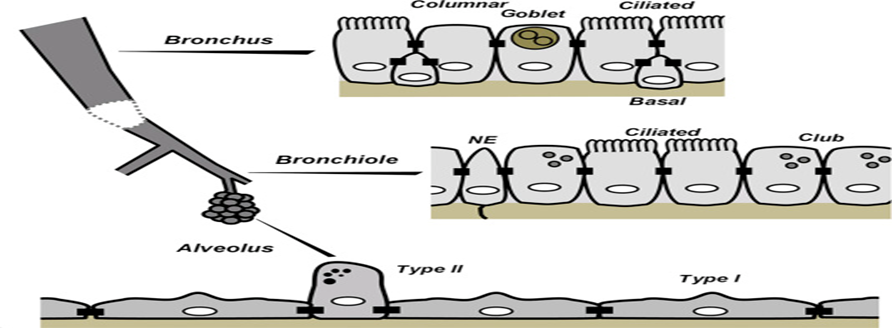 Columnar
Goblet
Ciliated
Bronchus
Basal
NE
Ciliated
Club
Bronchiole
Alveolus
Type II
Type I